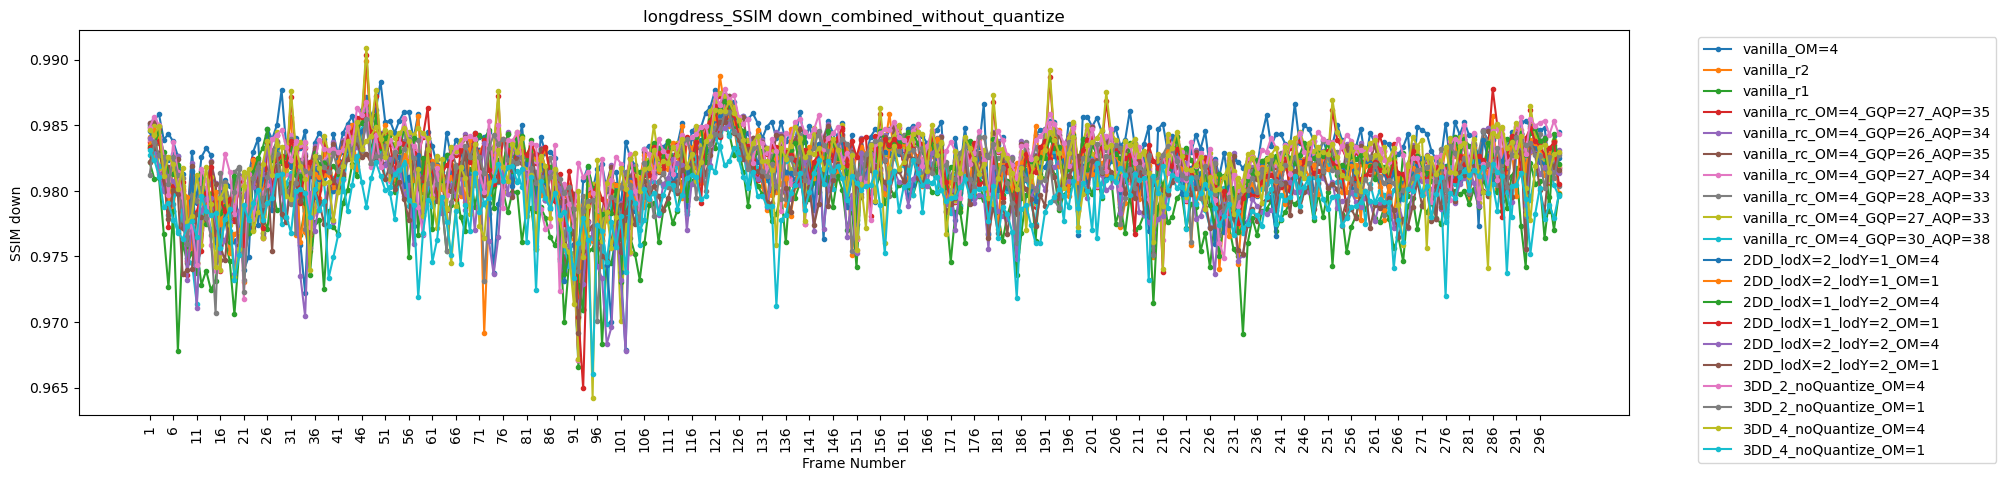 longdress_SSIM down_combined_without_quantize
SSIM down
0.990
0.985
0.980
0.975
0.970
0.965
1 6 11 16 21 26 31 36 41 46 51 56 61 66 71 76 81 86 91 96 101 106 111 116 121 126 131 136 141 146 151 156 161 166 171 176 181 186 191 196 201 206 211 216 221 226 231 236 241 246 251 256 261 266 271 276 281 286 291 296
Frame Number
vanilla_OM=4
vanilla_r2
vanilla_r1
vanilla_rc_OM=4_GQP=27_AQP=35
vanilla_rc_OM=4_GQP=26_AQP=34
vanilla_rc_OM=4_GQP=26_AQP=35
vanilla_rc_OM=4_GQP=27_AQP=34
vanilla_rc_OM=4_GQP=28_AQP=33
vanilla_rc_OM=4_GQP=27_AQP=33
vanilla_rc_OM=4_GQP=30_AQP=38
2DD_lodX=2_lodY=1_OM=4
2DD_lodX=2_lodY=1_OM=1
2DD_lodX=1_lodY=2_OM=4
2DD_lodX=1_lodY=2_OM=1
2DD_lodX=2_lodY=2_OM=4
2DD_lodX=2_lodY=2_OM=1
3DD_2_noQuantize_OM=4
3DD_2_noQuantize_OM=1
3DD_4_noQuantize_OM=4
3DD_4_noQuantize_OM=1